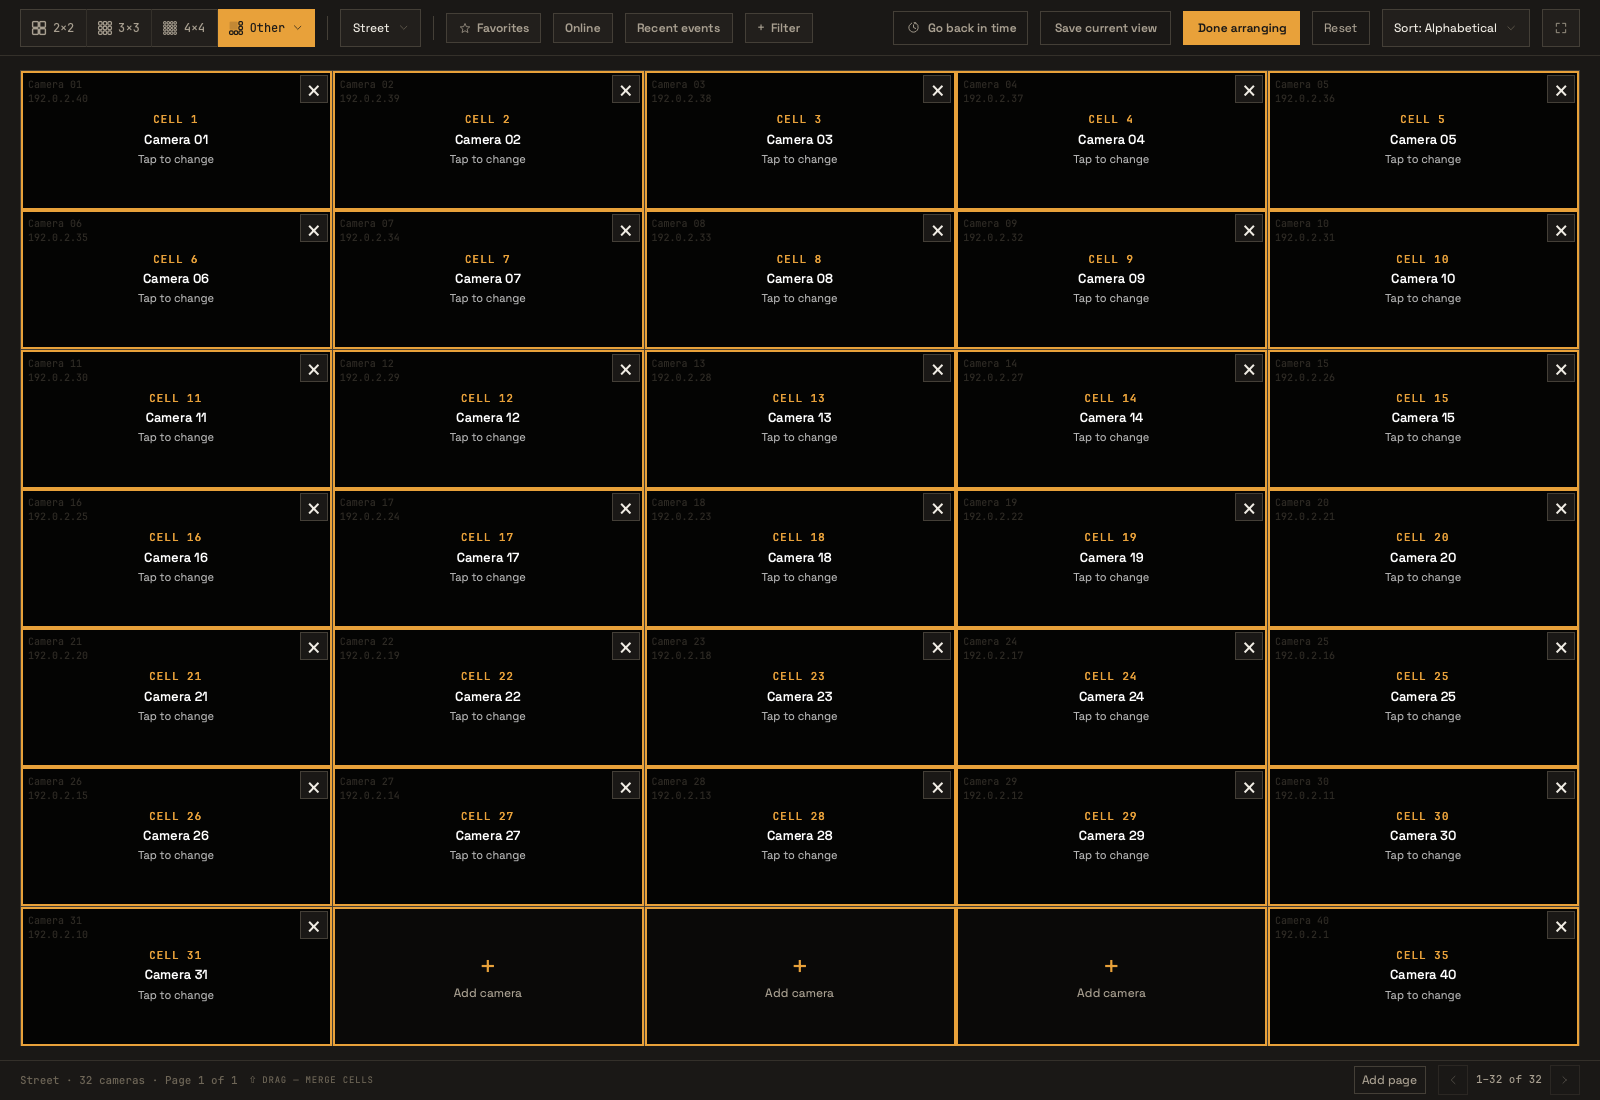 2×2 3×3 4×4 Other Street Favorites Online Recent events + Filter Go back in time Save current view Done arranging Reset Sort: Alphabetical
Camera 01 Camera 02 Camera 03 Camera 04 Camera 05
192.0.2.40 192.0.2.39 192.0.2.38 192.0.2.37 192.0.2.36
CELL 1 CELL 2 CELL 3 CELL 4 CELL 5
Camera 01 Camera 02 Camera 03 Camera 04 Camera 05
Tap to change Tap to change Tap to change Tap to change Tap to change
Camera 06 Camera 07 Camera 08 Camera 09 Camera 10
192.0.2.35 192.0.2.34 192.0.2.33 192.0.2.32 192.0.2.31
CELL 6 CELL 7 CELL 8 CELL 9 CELL 10
Camera 06 Camera 07 Camera 08 Camera 09 Camera 10
Tap to change Tap to change Tap to change Tap to change Tap to change
Camera 11 Camera 12 Camera 13 Camera 14 Camera 15
192.0.2.30 192.0.2.29 192.0.2.28 192.0.2.27 192.0.2.26
CELL 11 CELL 12 CELL 13 CELL 14 CELL 15
Camera 11 Camera 12 Camera 13 Camera 14 Camera 15
Tap to change Tap to change Tap to change Tap to change Tap to change
Camera 16 Camera 17 Camera 18 Camera 19 Camera 20
192.0.2.25 192.0.2.24 192.0.2.23 192.0.2.22 192.0.2.21
CELL 16 CELL 17 CELL 18 CELL 19 CELL 20
Camera 16 Camera 17 Camera 18 Camera 19 Camera 20
Tap to change Tap to change Tap to change Tap to change Tap to change
Camera 21 Camera 22 Camera 23 Camera 24 Camera 25
192.0.2.20 192.0.2.19 192.0.2.18 192.0.2.17 192.0.2.16
CELL 21 CELL 22 CELL 23 CELL 24 CELL 25
Camera 21 Camera 22 Camera 23 Camera 24 Camera 25
Tap to change Tap to change Tap to change Tap to change Tap to change
Camera 26 Camera 27 Camera 28 Camera 29 Camera 30
192.0.2.15 192.0.2.14 192.0.2.13 192.0.2.12 192.0.2.11
CELL 26 CELL 27 CELL 28 CELL 29 CELL 30
Camera 26 Camera 27 Camera 28 Camera 29 Camera 30
Tap to change Tap to change Tap to change Tap to change Tap to change
Camera 31 Camera 40
192.0.2.10 192.0.2.1
CELL 31 + + + CELL 35
Camera 31 Add camera Add camera Add camera Camera 40
Tap to change Tap to change
Street · 32 cameras · Page 1 of 1 ⇧ DRAG — MERGE CELLS Add page 1–32 of 32